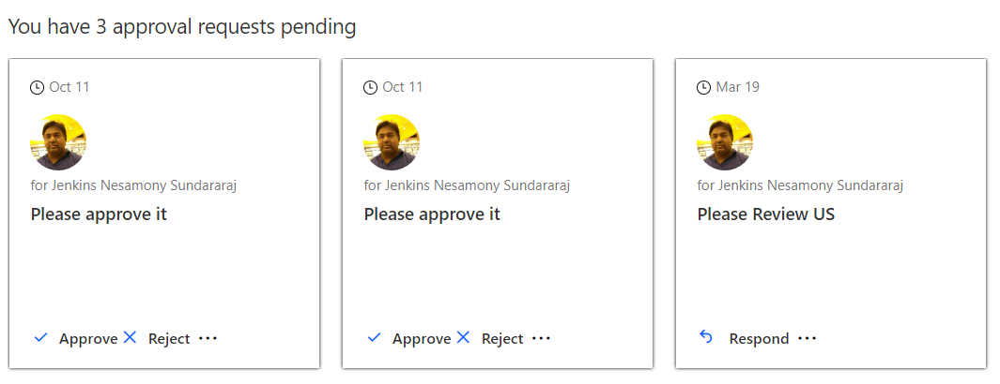 You have 3 approval requests pending
Oct 11
for Jenkins Nesamony Sundararaj
Please approve it
Approve Reject ···
Oct 11
for Jenkins Nesamony Sundararaj
Please approve it
Approve Reject ···
Mar 19
for Jenkins Nesamony Sundararaj
Please Review US
Respond ···